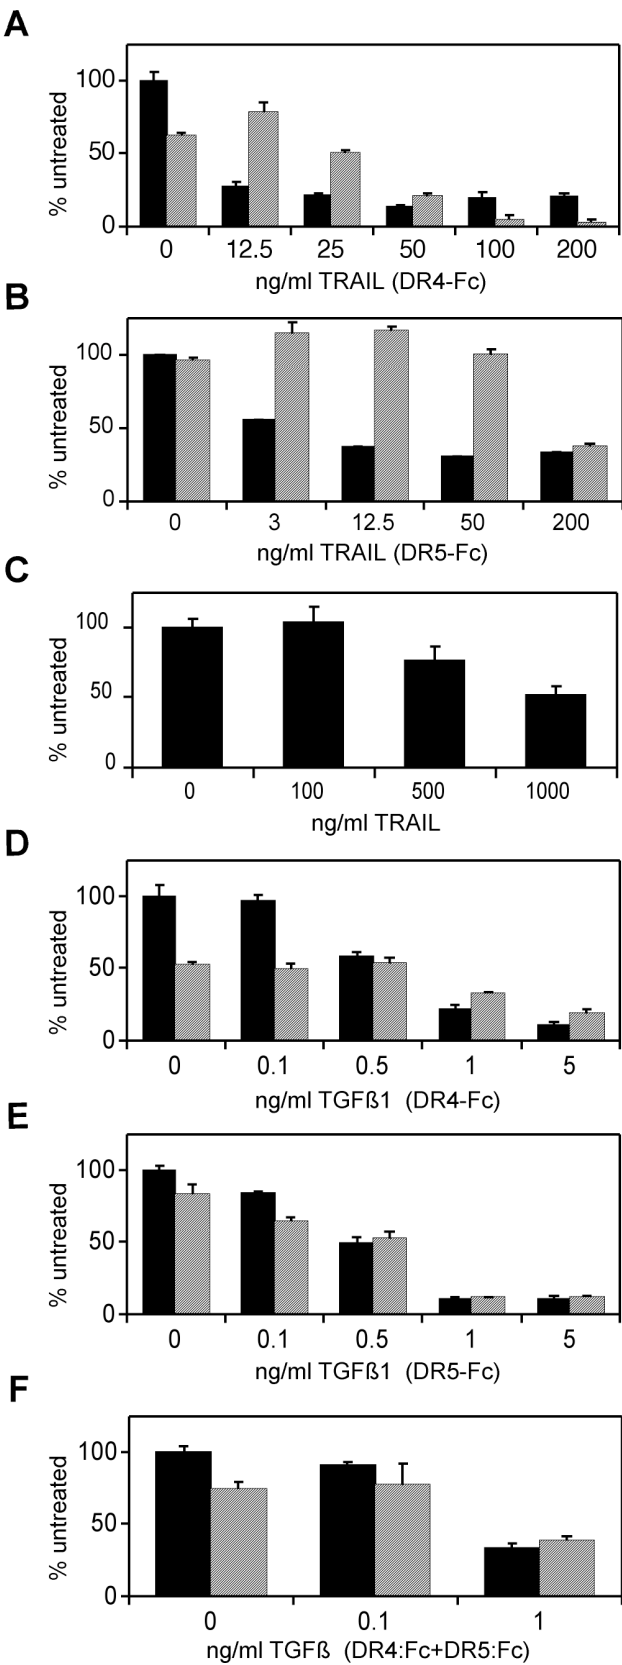 A
% untreated
100
50
0
0 12.5 25 50 100 200
ng/ml TRAIL (DR4-Fc)
B
% untreated
100
50
0
0 3 12.5 50 200
ng/ml TRAIL (DR5-Fc)
C
% untreated
100
50
0
0 100 500 1000
ng/ml TRAIL
D
% untreated
100
50
0
0 0.1 0.5 1 5
ng/ml TGFß1 (DR4-Fc)
E
% untreated
100
50
0
0 0.1 0.5 1 5
ng/ml TGFß1 (DR5-Fc)
F
% untreated
100
50
0
0 0.1 1
ng/ml TGFß (DR4:Fc+DR5:Fc)